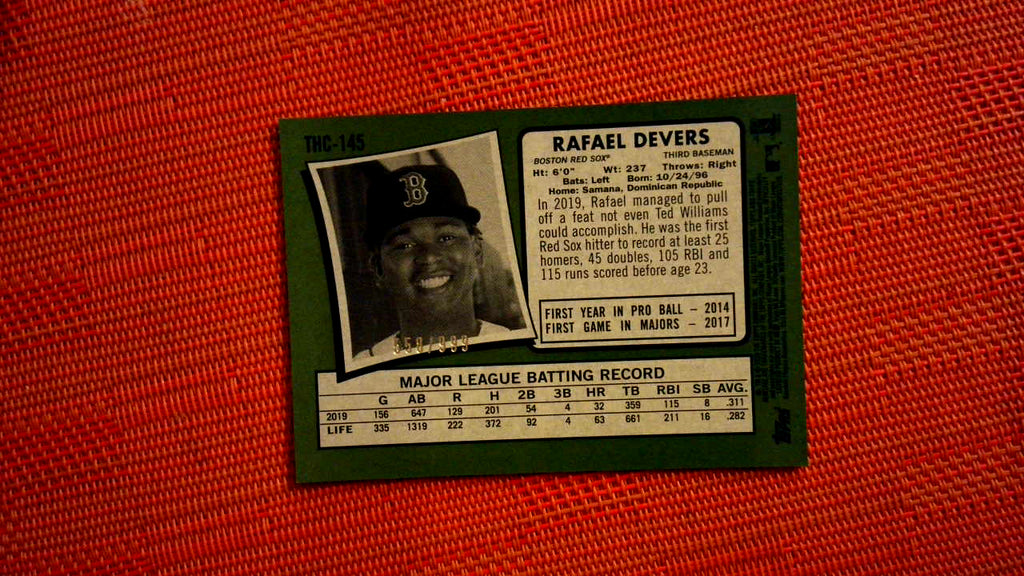 THC-145
RAFAEL DEVERS
BOSTON RED SOX® THIRD BASEMAN
Ht: 6'0" Wt: 237 Throws: Right
Bats: Left Born: 10/24/96
Home: Samana, Dominican Republic
In 2019, Rafael managed to pull
off a feat not even Ted Williams
could accomplish. He was the first
Red Sox hitter to record at least 25
homers, 45 doubles, 105 RBI and
115 runs scored before age 23.
FIRST YEAR IN PRO BALL – 2014
FIRST GAME IN MAJORS – 2017
B
/999
MAJOR LEAGUE BATTING RECORD
G AB R H 2B 3B HR TB RBI SB AVG.
2019 156 647 129 201 54 4 32 359 115 8 .311
LIFE 335 1319 222 372 92 4 63 661 211 16 .282
Topps